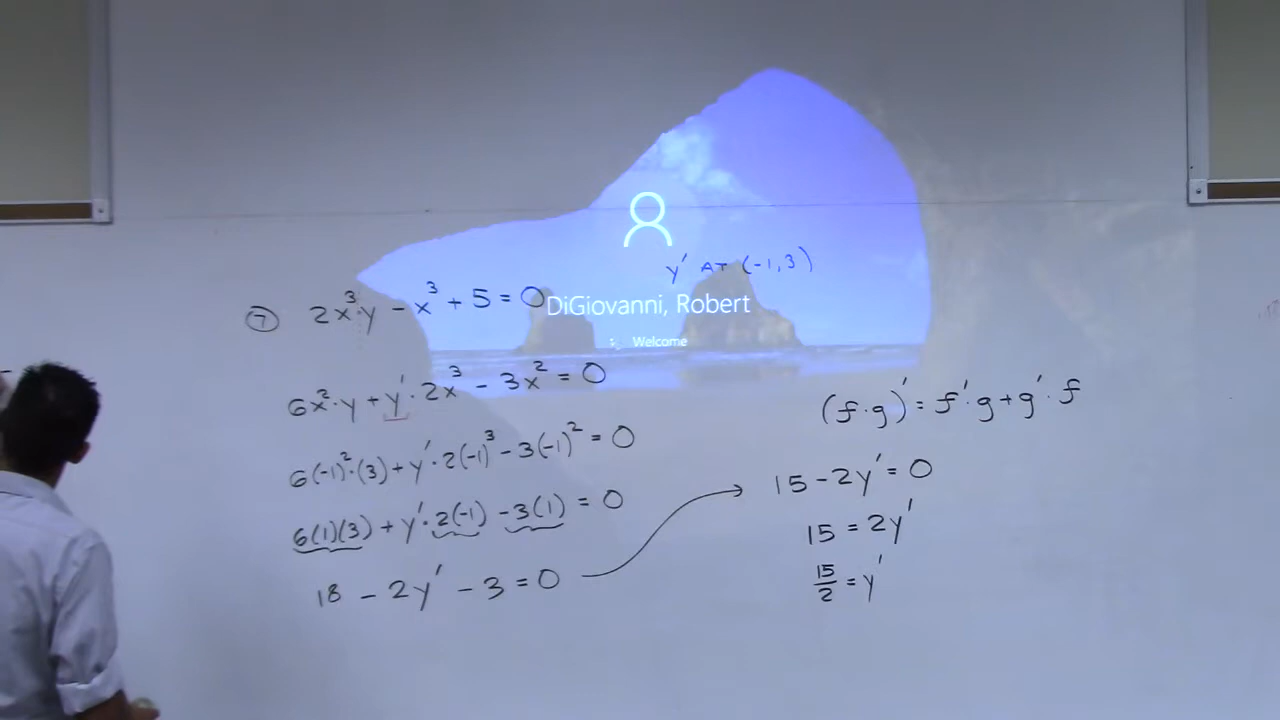 y' AT (-1,3)
⑦ 2x³·y - x³ + 5 = 0
DiGiovanni, Robert
Welcome
6x²·y + y'·2x³ - 3x² = 0
(f·g)' = f'·g + g'·f
6(-1)²·(3) + y'·2(-1)³ - 3(-1)² = 0
15 - 2y' = 0
6(1)(3) + y'·2(-1) - 3(1) = 0
15 = 2y'
18 - 2y' - 3 = 0
15/2 = y'